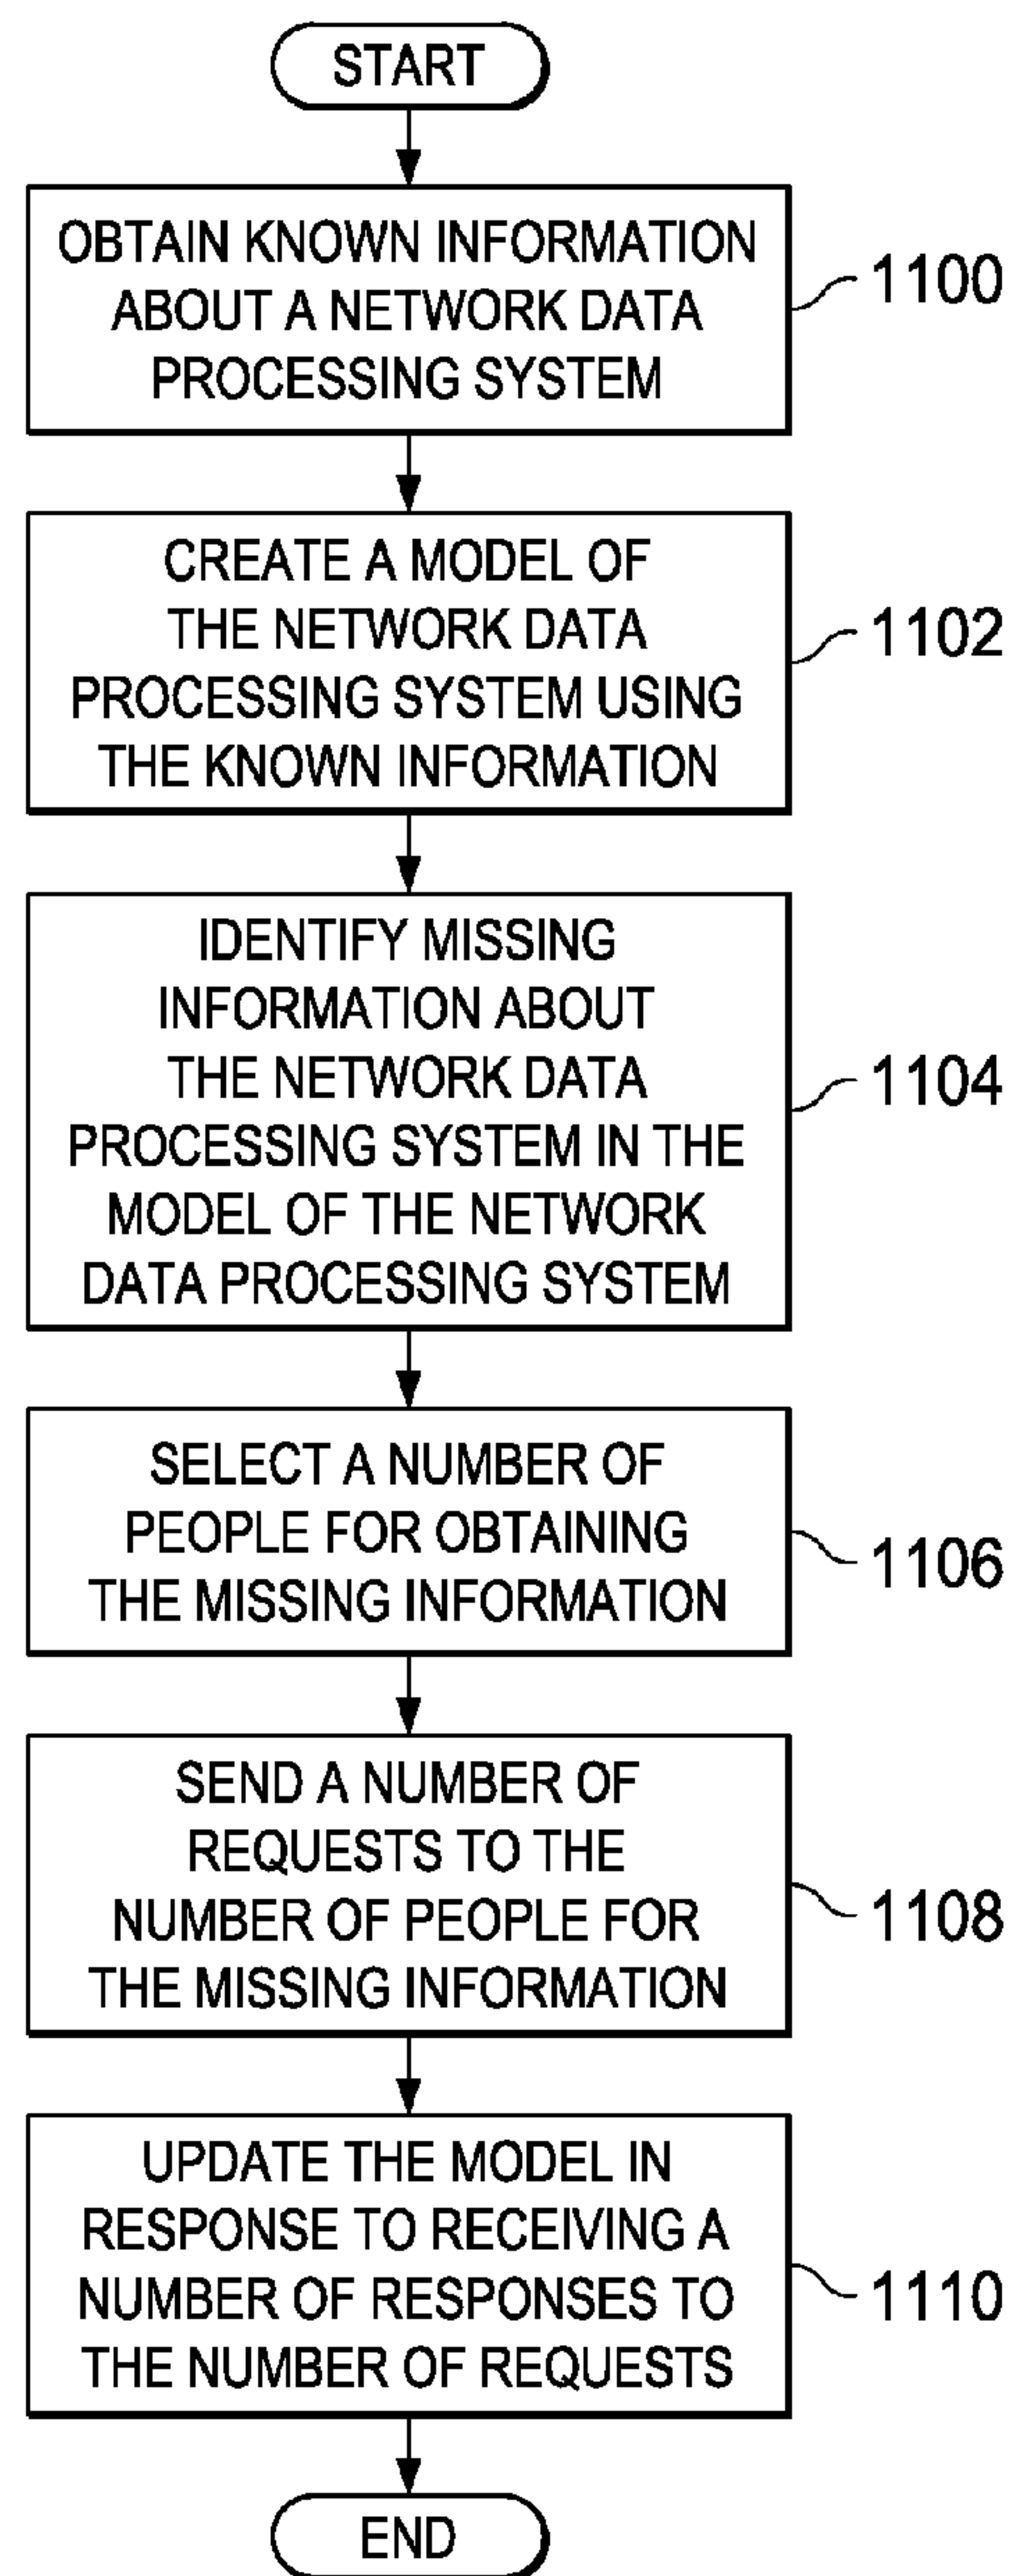 START
OBTAIN KNOWN INFORMATION
ABOUT A NETWORK DATA
PROCESSING SYSTEM
1100
CREATE A MODEL OF
THE NETWORK DATA
PROCESSING SYSTEM USING
THE KNOWN INFORMATION
1102
IDENTIFY MISSING
INFORMATION ABOUT
THE NETWORK DATA
PROCESSING SYSTEM IN THE
MODEL OF THE NETWORK
DATA PROCESSING SYSTEM
1104
SELECT A NUMBER OF
PEOPLE FOR OBTAINING
THE MISSING INFORMATION
1106
SEND A NUMBER OF
REQUESTS TO THE
NUMBER OF PEOPLE FOR
THE MISSING INFORMATION
1108
UPDATE THE MODEL IN
RESPONSE TO RECEIVING A
NUMBER OF RESPONSES TO
THE NUMBER OF REQUESTS
1110
END